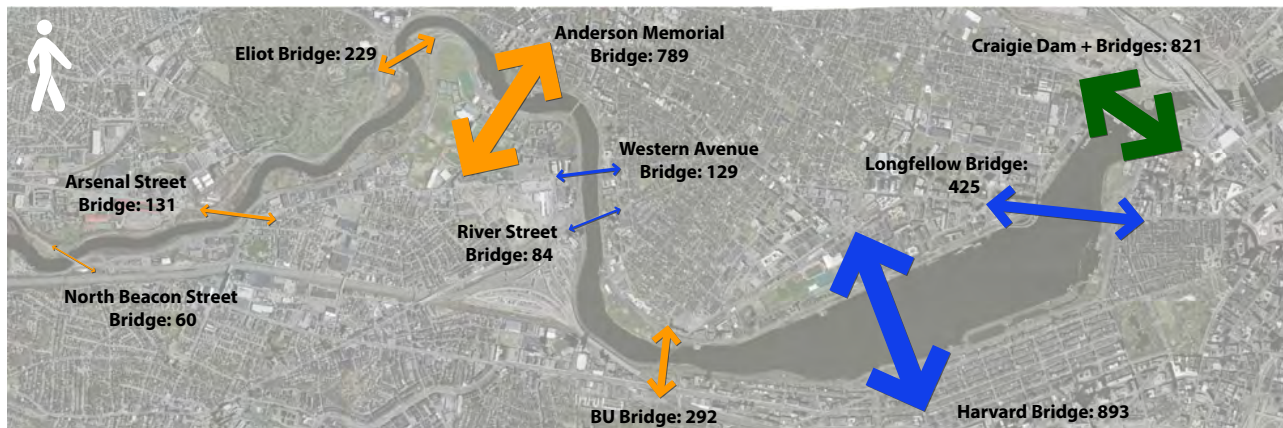 Eliot Bridge: 229
Anderson Memorial
Bridge: 789
Craigie Dam + Bridges: 821
Arsenal Street
Bridge: 131
Western Avenue
Bridge: 129
Longfellow Bridge:
425
River Street
Bridge: 84
North Beacon Street
Bridge: 60
BU Bridge: 292
Harvard Bridge: 893